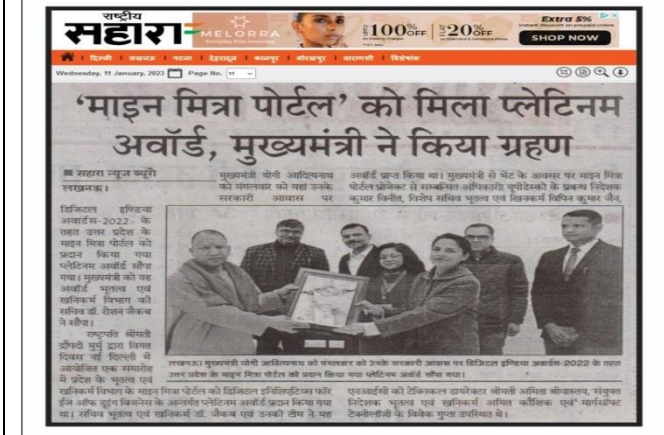 राष्ट्रीय
सहारा
MELORRA
100% OFF
20% OFF
Extra 5%
SHOP NOW
दिल्ली लखनऊ पटना देहरादून कानपुर गोरखपुर वाराणसी विशेषांक
Wednesday, 11 January, 2023 Page No. 11
'माइन मित्रा पोर्टल' को मिला प्लेटिनम
अवॉर्ड, मुख्यमंत्री ने किया ग्रहण
■ सहारा न्यूज ब्यूरो
लखनऊ।
डिजिटल इण्डिया
अवार्डस-2022 के
तहत उत्तर प्रदेश के
माइन मित्रा पोर्टल को
प्रदान किया गया
प्लेटिनम अवॉर्ड सौंपा
गया। मुख्यमंत्री को यह
अवॉर्ड भूतत्व एवं
खनिकर्म विभाग की
सचिव डॉ. रोशन जैकब
ने सौंपा।
राष्ट्रपति श्रीमती
द्रौपदी मुर्मू द्वारा विगत
दिवस नई दिल्ली में
आयोजित एक समारोह
में प्रदेश के भूतत्व एवं
खनिकर्म विभाग के माइन मित्रा पोर्टल को डिजिटल इनिशिएटिव्स फॉर
ईज ऑफ डूइंग बिजनेस के अन्तर्गत प्लेटिनम अवॉर्ड प्रदान किया गया
था। सचिव भूतत्व एवं खनिकर्म डॉ. जैकब एवं उनकी टीम ने यह
मुख्यमंत्री योगी आदित्यनाथ
को मंगलवार को यहां उनके
सरकारी आवास पर
अवॉर्ड प्राप्त किया था। मुख्यमंत्री से भेंट के अवसर पर माइन मित्रा
पोर्टल प्रोजेक्ट से सम्बन्धित अधिकारी यूपीडेस्को के प्रबन्ध निदेशक
कुमार विनीत, विशेष सचिव भूतत्व एवं खनिकर्म विपिन कुमार जैन,
लखनऊ। मुख्यमंत्री योगी आदित्यनाथ को मंगलवार को उनके सरकारी आवास पर डिजिटल इण्डिया अवार्डस-2022 के तहत
उत्तर प्रदेश के माइन मित्रा पोर्टल को प्रदान किया गया प्लेटिनम अवॉर्ड सौंपा गया।
एनआईसी की टेक्निकल डायरेक्टर श्रीमती अमिता श्रीवास्तव, संयुक्त
निदेशक भूतत्व एवं खनिकर्म अमित कौशिक एवं मार्गसॉफ्ट
टेक्नोलॉजी के विवेक गुप्ता उपस्थित थे।